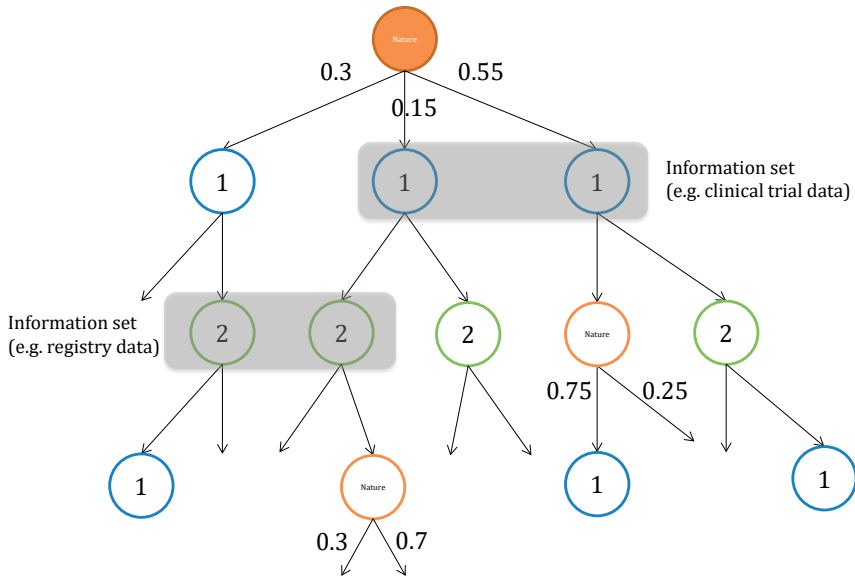 Nature
0.3
0.55
0.15
1
1
1
Information set
(e.g. clinical trial data)
Information set
(e.g. registry data)
2
2
2
Nature
2
0.75
0.25
1
Nature
1
1
0.3
0.7